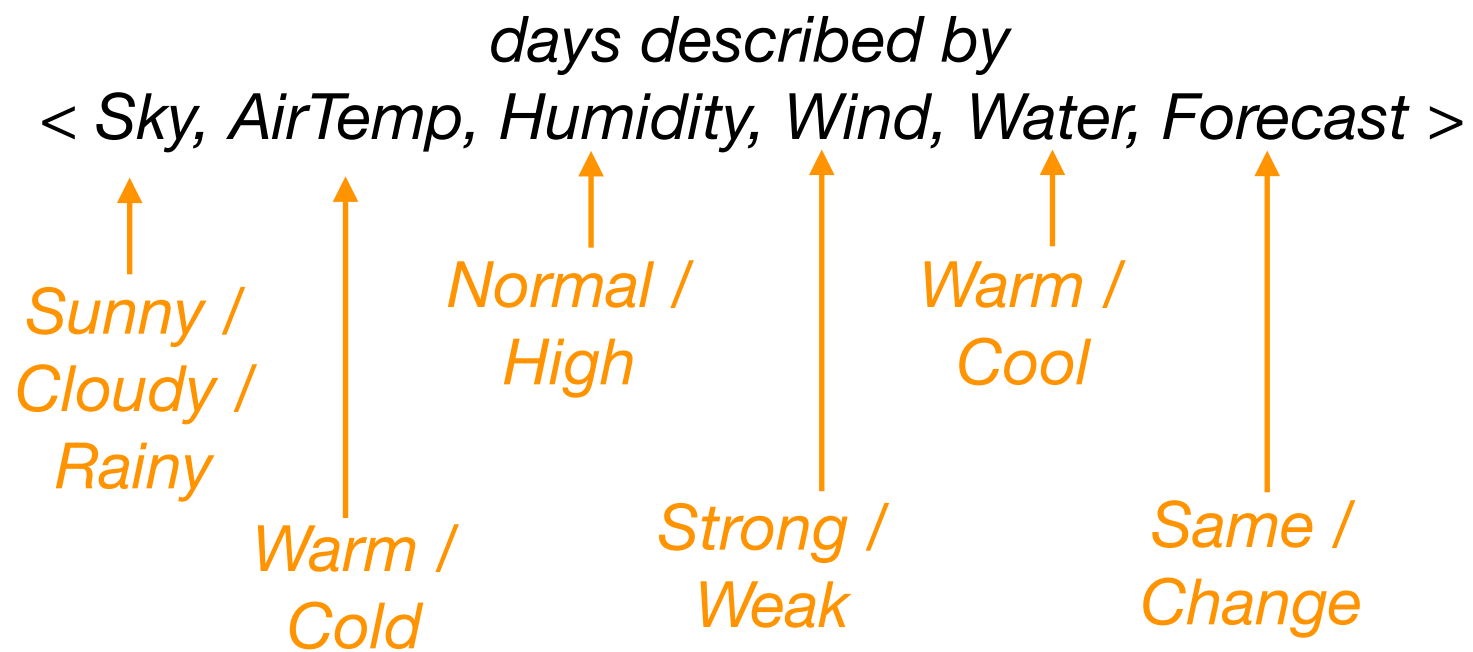 days described by
< Sky, AirTemp, Humidity, Wind, Water, Forecast >
Sunny /
Cloudy /
Rainy
Warm /
Cold
Normal /
High
Strong /
Weak
Warm /
Cool
Same /
Change